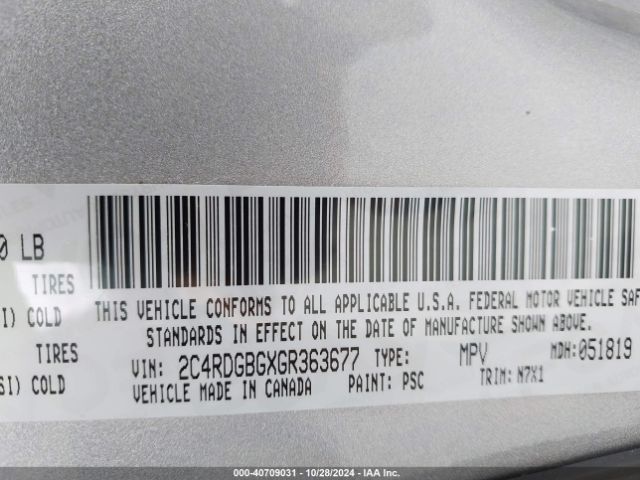 0 LB
TIRES
SI) COLD
SI) COLD
THIS VEHICLE CONFORMS TO ALL APPLICABLE U.S.A. FEDERAL MOTOR VEHICLE SAF
STANDARDS IN EFFECT ON THE DATE OF MANUFACTURE SHOWN ABOVE.
VIN: 2C4RDGBGXGR363677 TYPE: MPV MDH:051819
VEHICLE MADE IN CANADA PAINT: PSC TRIM: N7X1
000-40709031 - 10/28/2024 - IAA Inc.